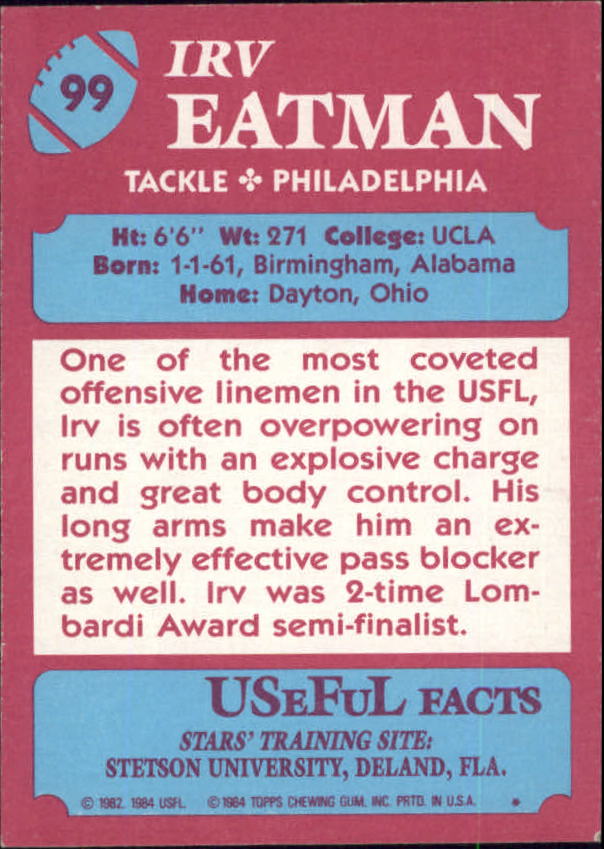 99
IRV
EATMAN
TACKLE ✤ PHILADELPHIA
Ht: 6'6" Wt: 271 College: UCLA
Born: 1-1-61, Birmingham, Alabama
Home: Dayton, Ohio
One of the most coveted
offensive linemen in the USFL,
Irv is often overpowering on
runs with an explosive charge
and great body control. His
long arms make him an ex-
tremely effective pass blocker
as well. Irv was 2-time Lom-
bardi Award semi-finalist.
USeFuL FACTS
STARS' TRAINING SITE:
STETSON UNIVERSITY, DELAND, FLA.
© 1982, 1984 USFL. © 1984 TOPPS CHEWING GUM, INC. PRTD. IN U.S.A. *